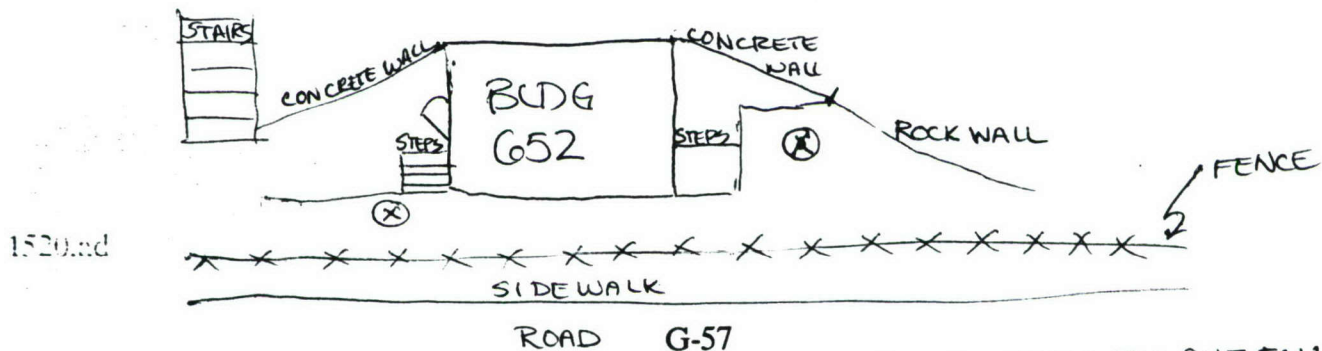 STAIRS
CONCRETE WALL
CONCRETE
WALL
BLDG
652
STEPS
STEPS
ROCK WALL
FENCE
SIDEWALK
ROAD G-57